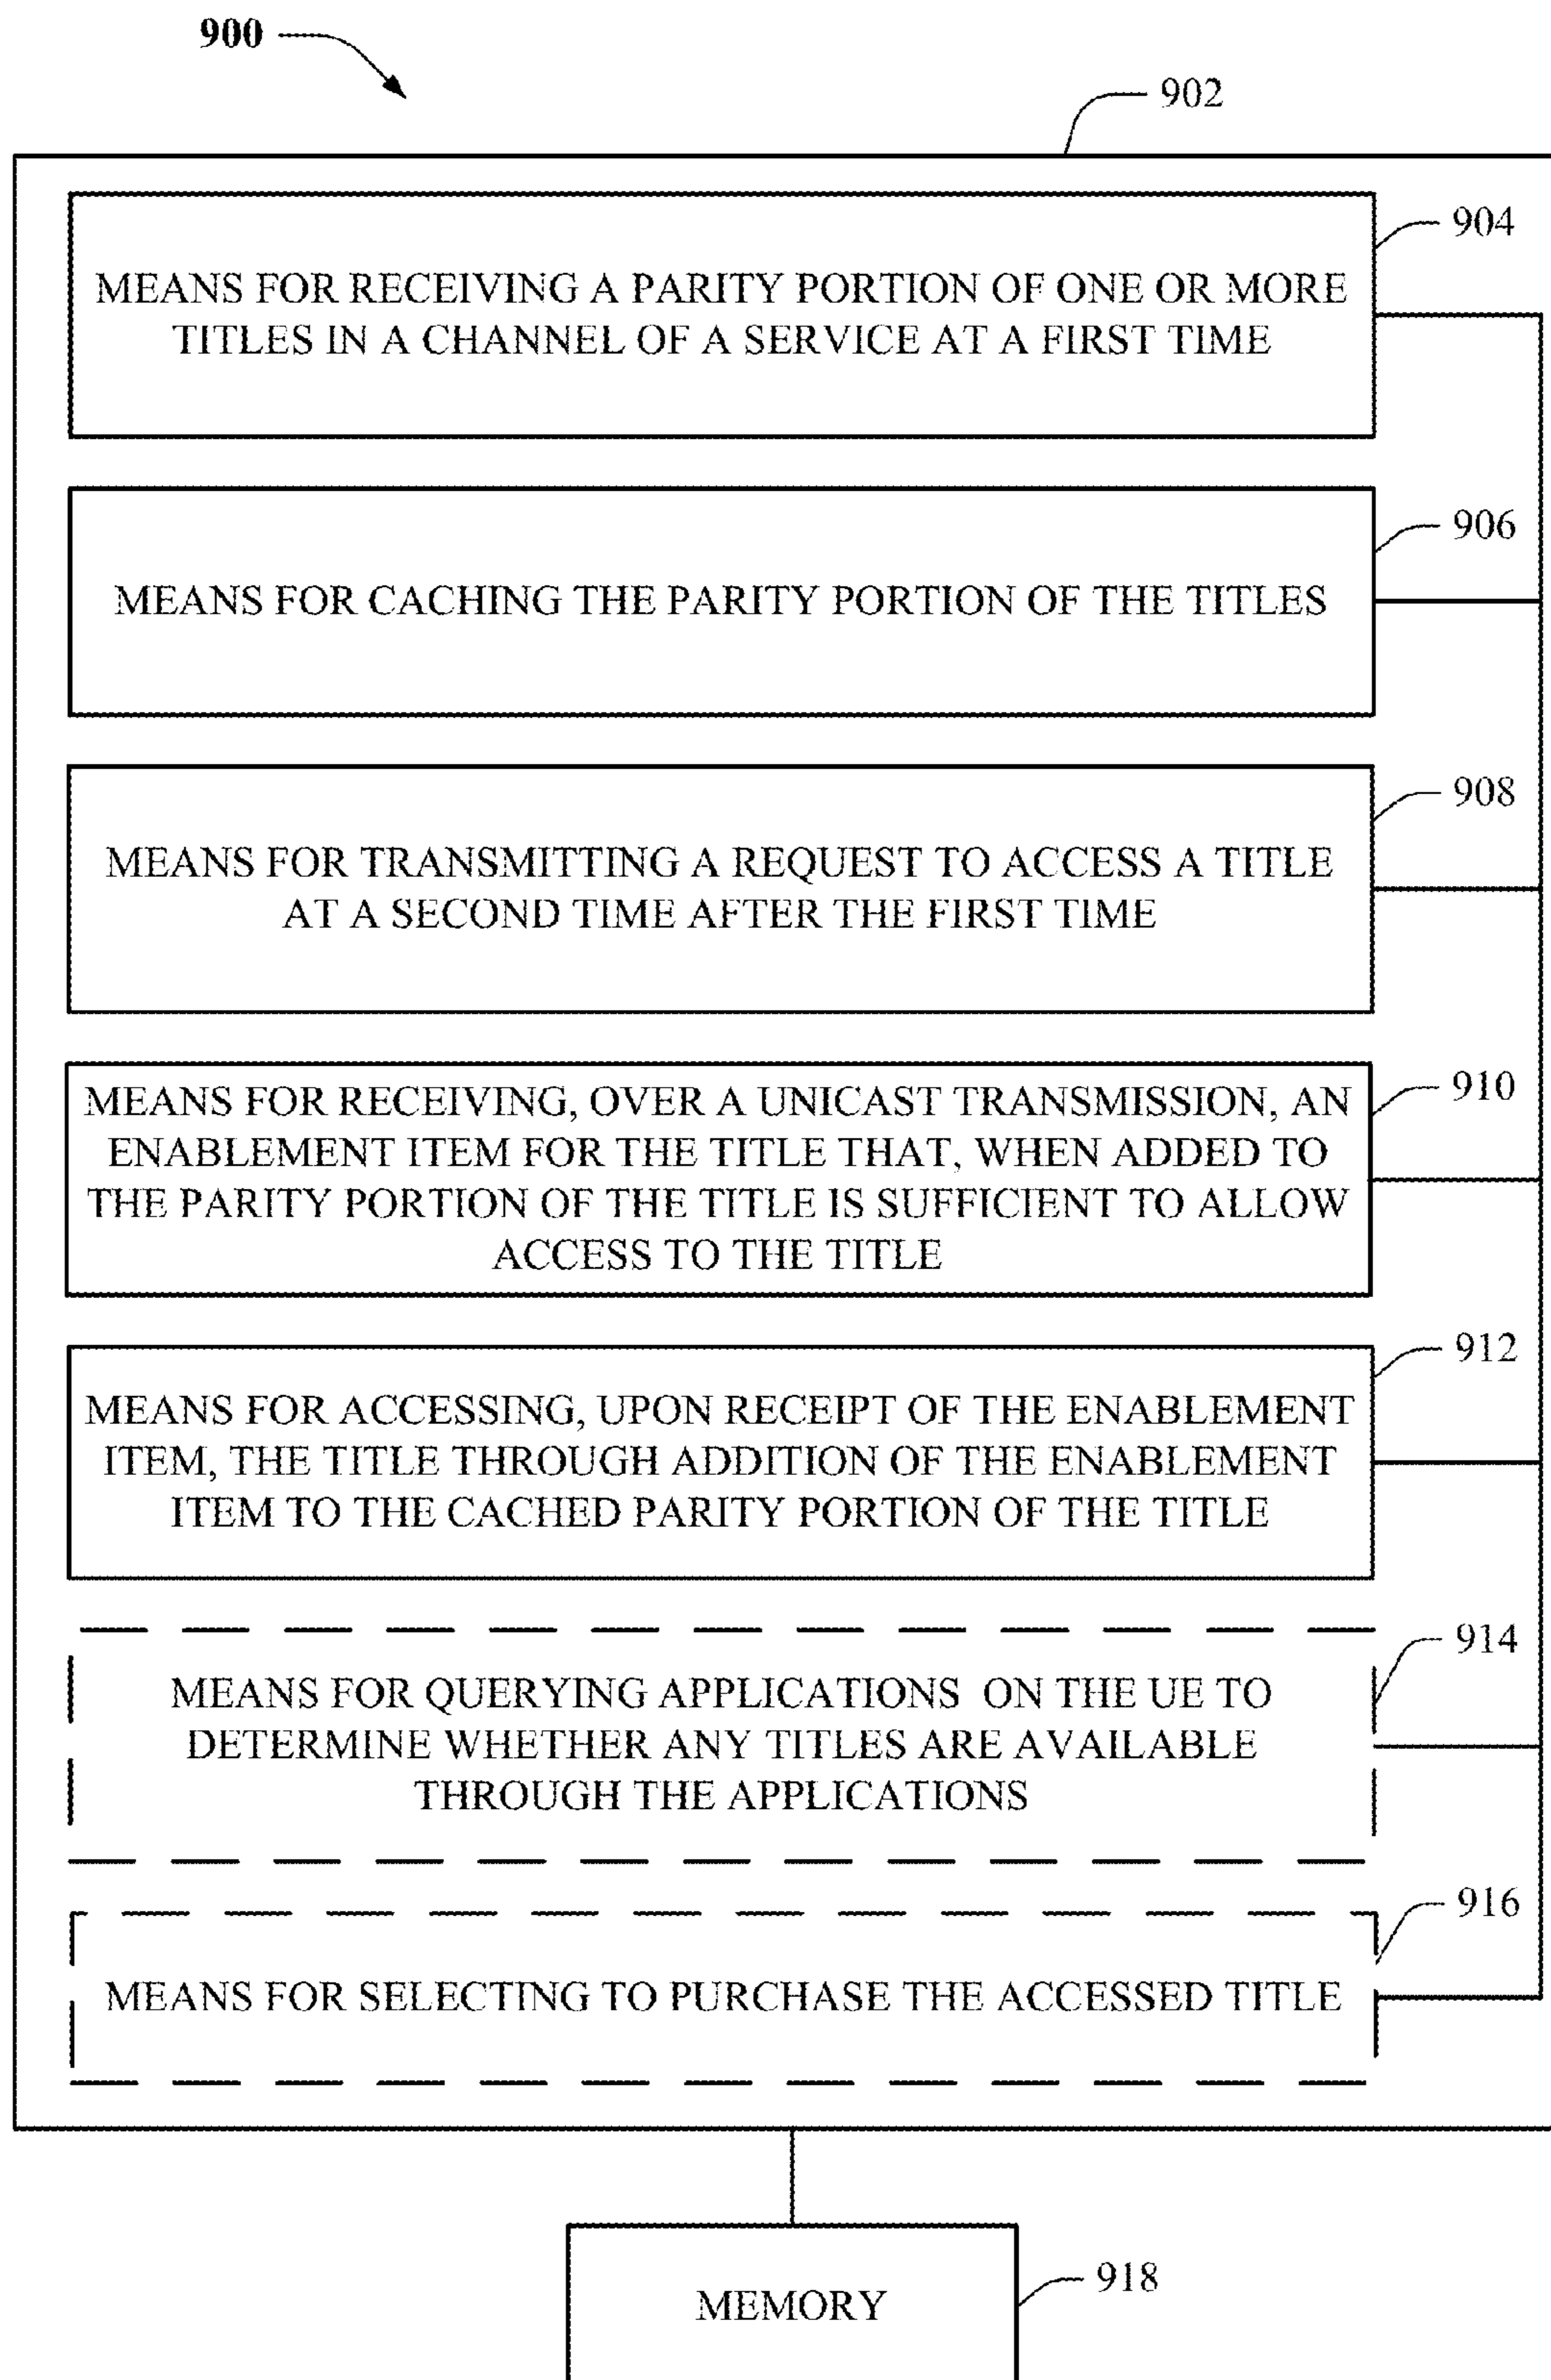 900
902
904
MEANS FOR RECEIVING A PARITY PORTION OF ONE OR MORE
TITLES IN A CHANNEL OF A SERVICE AT A FIRST TIME
906
MEANS FOR CACHING THE PARITY PORTION OF THE TITLES
908
MEANS FOR TRANSMITTING A REQUEST TO ACCESS A TITLE
AT A SECOND TIME AFTER THE FIRST TIME
910
MEANS FOR RECEIVING, OVER A UNICAST TRANSMISSION, AN
ENABLEMENT ITEM FOR THE TITLE THAT, WHEN ADDED TO
THE PARITY PORTION OF THE TITLE IS SUFFICIENT TO ALLOW
ACCESS TO THE TITLE
912
MEANS FOR ACCESSING, UPON RECEIPT OF THE ENABLEMENT
ITEM, THE TITLE THROUGH ADDITION OF THE ENABLEMENT
ITEM TO THE CACHED PARITY PORTION OF THE TITLE
914
MEANS FOR QUERYING APPLICATIONS ON THE UE TO
DETERMINE WHETHER ANY TITLES ARE AVAILABLE
THROUGH THE APPLICATIONS
916
MEANS FOR SELECTING TO PURCHASE THE ACCESSED TITLE
MEMORY
918